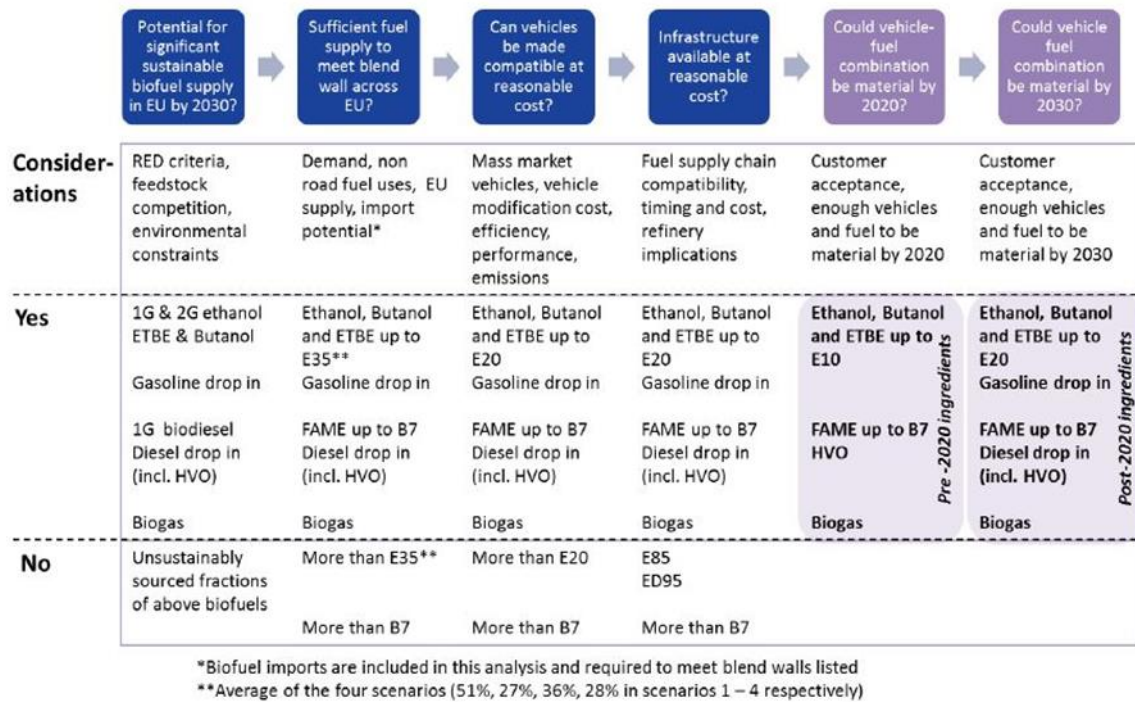 Potential for
significant
sustainable
biofuel supply
in EU by 2030?
Sufficient fuel
supply to
meet blend
wall across
EU?
Can vehicles
be made
compatible at
reasonable
cost?
Infrastructure
available at
reasonable
cost?
Could vehicle-
fuel
combination
be material by
2020?
Could vehicle
fuel
combination
be material by
2030?
Consider-
ations
RED criteria,
feedstock
competition,
environmental
constraints
Demand, non
road fuel uses, EU
supply, import
potential*
Mass market
vehicles, vehicle
modification cost,
efficiency,
performance,
emissions
Fuel supply chain
compatibility,
timing and cost,
refinery
implications
Customer
acceptance,
enough vehicles
and fuel to be
material by 2020
Customer
acceptance,
enough vehicles
and fuel to be
material by 2030
Yes
1G & 2G ethanol
ETBE & Butanol
Gasoline drop in
1G biodiesel
Diesel drop in
(incl. HVO)
Biogas
Ethanol, Butanol
and ETBE up to
E35**
Gasoline drop in
FAME up to B7
Diesel drop in
(incl. HVO)
Biogas
Ethanol, Butanol
and ETBE up to
E20
Gasoline drop in
FAME up to B7
Diesel drop in
(incl. HVO)
Biogas
Ethanol, Butanol
and ETBE up to
E20
Gasoline drop in
FAME up to B7
Diesel drop in
(incl. HVO)
Biogas
Ethanol, Butanol
and ETBE up to
E10
FAME up to B7
HVO
Biogas
Pre -2020 ingredients
Ethanol, Butanol
and ETBE up to
E20
Gasoline drop in
FAME up to B7
Diesel drop in
(incl. HVO)
Biogas
Post-2020 ingredients
No
Unsustainably
sourced fractions
of above biofuels
More than E35**
More than B7
More than E20
More than B7
E85
ED95
More than B7
*Biofuel imports are included in this analysis and required to meet blend walls listed
**Average of the four scenarios (51%, 27%, 36%, 28% in scenarios 1 – 4 respectively)